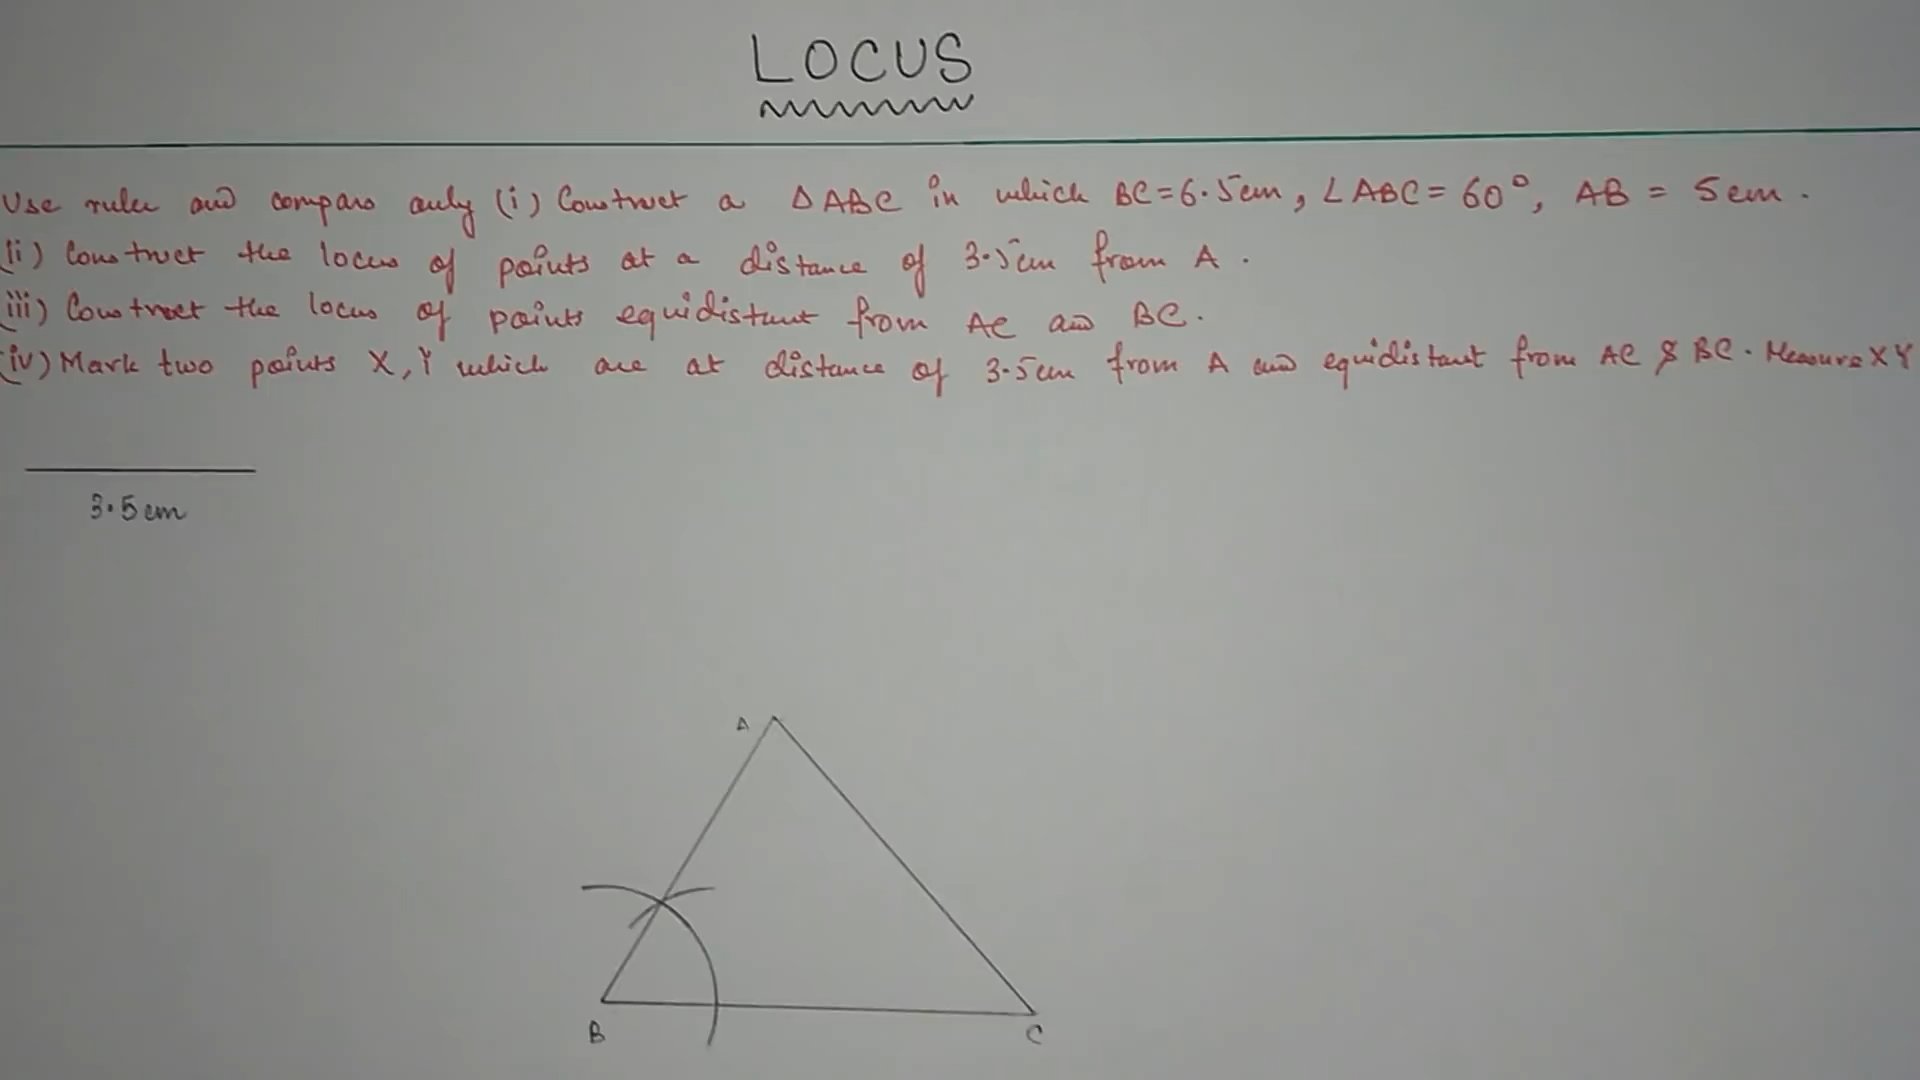 LOCUS
Use ruler and compass only (i) Construct a ΔABC in which BC=6.5cm, ∠ABC=60°, AB = 5cm.
(ii) Construct the locus of points at a distance of 3.5cm from A.
(iii) Construct the locus of points equidistant from AC and BC.
(iv) Mark two points X,Y which are at distance of 3.5cm from A and equidistant from AC & BC. Measure XY
3.5cm
A
B
C